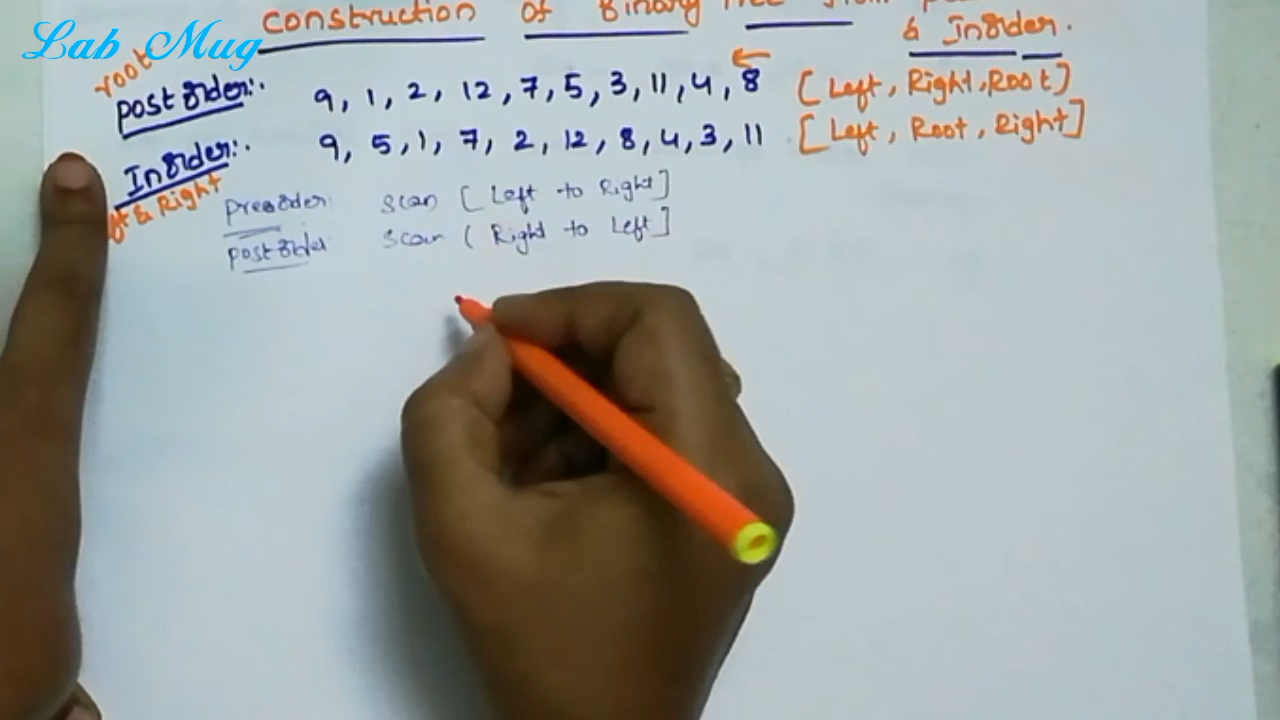 Lab Mug
construction of Binary Tree from
& Inorder.
root
postorder:. 9, 1, 2, 12, 7, 5, 3, 11, 4, 8 [Left, Right, Root]
Inorder:. 9, 5, 1, 7, 2, 12, 8, 4, 3, 11 [Left, Root, Right]
& Right
preorder: scan [Left to Right]
postorder scan (Right to Left]